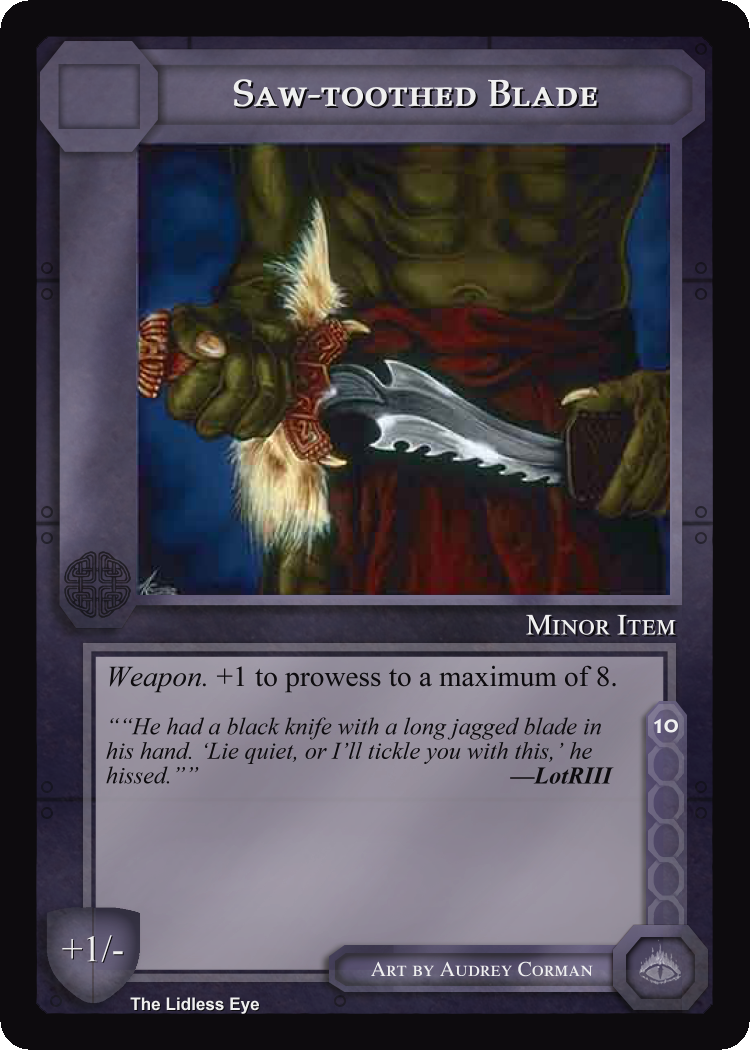 Saw-toothed Blade
Minor Item
Weapon. +1 to prowess to a maximum of 8.
““He had a black knife with a long jagged blade in
his hand. ‘Lie quiet, or I’ll tickle you with this,’ he
hissed.”” —LotRIII
10
+1/-
Art by Audrey Corman
The Lidless Eye